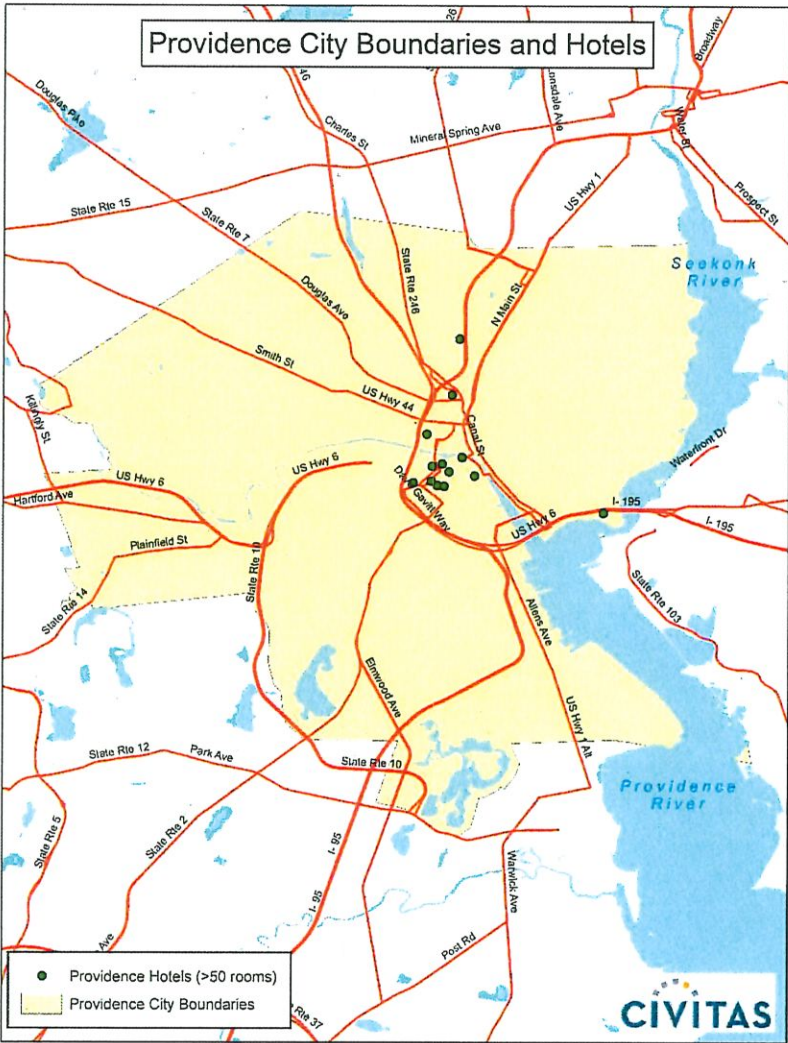 Providence City Boundaries and Hotels
Broadway
Lonsdale Ave
Water St
Douglas Pike
Charles St
Mineral Spring Ave
US Hwy 1
Prospect St
State Rte 15
State Rte 7
State Rte 246
Seekonk
River
Douglas Ave
N Main St
Smith St
US Hwy 44
Killingly St
Canal St
Waterfront Dr
US Hwy 6
US Hwy 6
Hartford Ave
Gavitt Way
I- 195
US Hwy 6
I- 195
Plainfield St
State Rte 10
State Rte 14
Allens Ave
State Rte 103
Elmwood Ave
US Hwy 1 Alt
State Rte 12
Park Ave
State Rte 10
Providence
River
State Rte 5
State Rte 2
I- 95
I- 95
Warwick Ave
Post Rd
Ave
Rte 37
Providence Hotels (>50 rooms)
Providence City Boundaries
CIVITAS